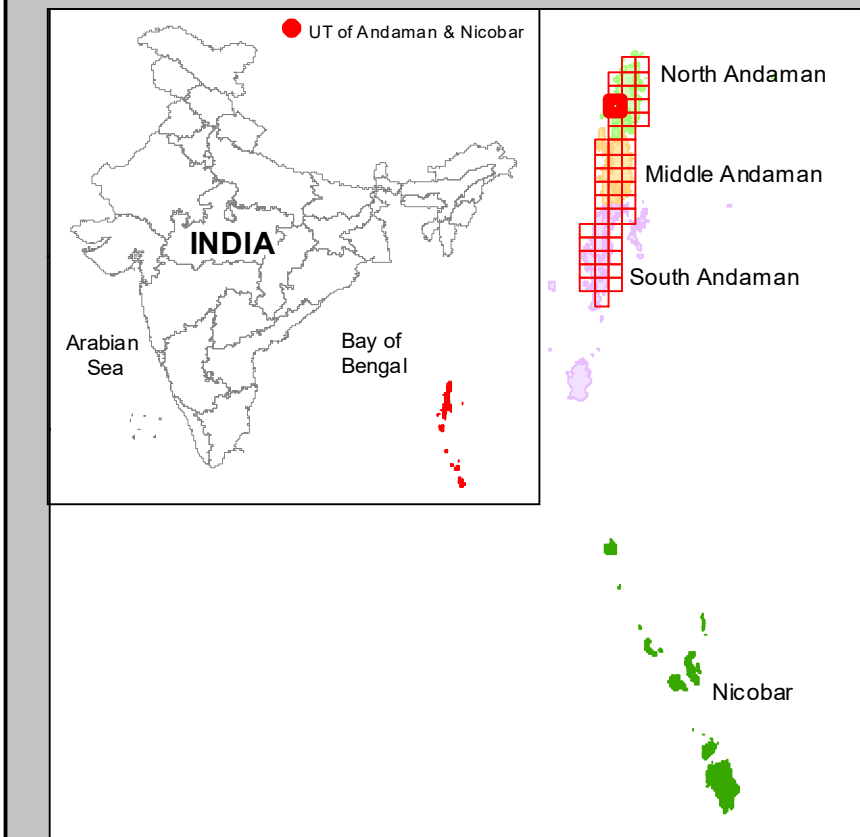 UT of Andaman & Nicobar
North Andaman
Middle Andaman
INDIA
South Andaman
Arabian
Sea
Bay of
Bengal
Nicobar